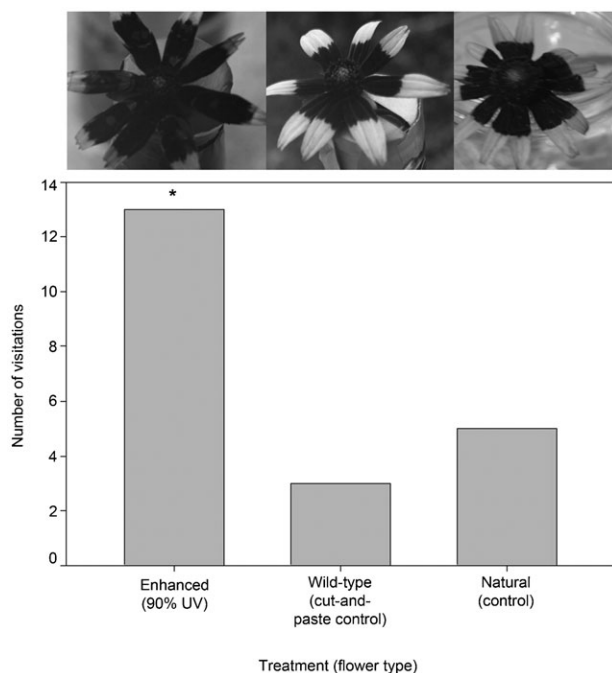 14
*
12
10
8
6
4
2
0
Number of visitations
Enhanced
(90% UV)
Wild-type
(cut-and-
paste control)
Natural
(control)
Treatment (flower type)